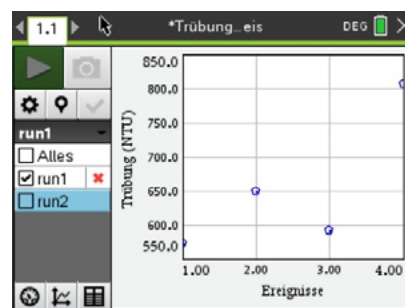 1.1
*Trübung...eis
DEG
run1
Alles
run1
run2
Trübung (NTU)
850.0
800.0
750.0
700.0
650.0
600.0
550.0
1.00 2.00 3.00 4.00
Ereignisse